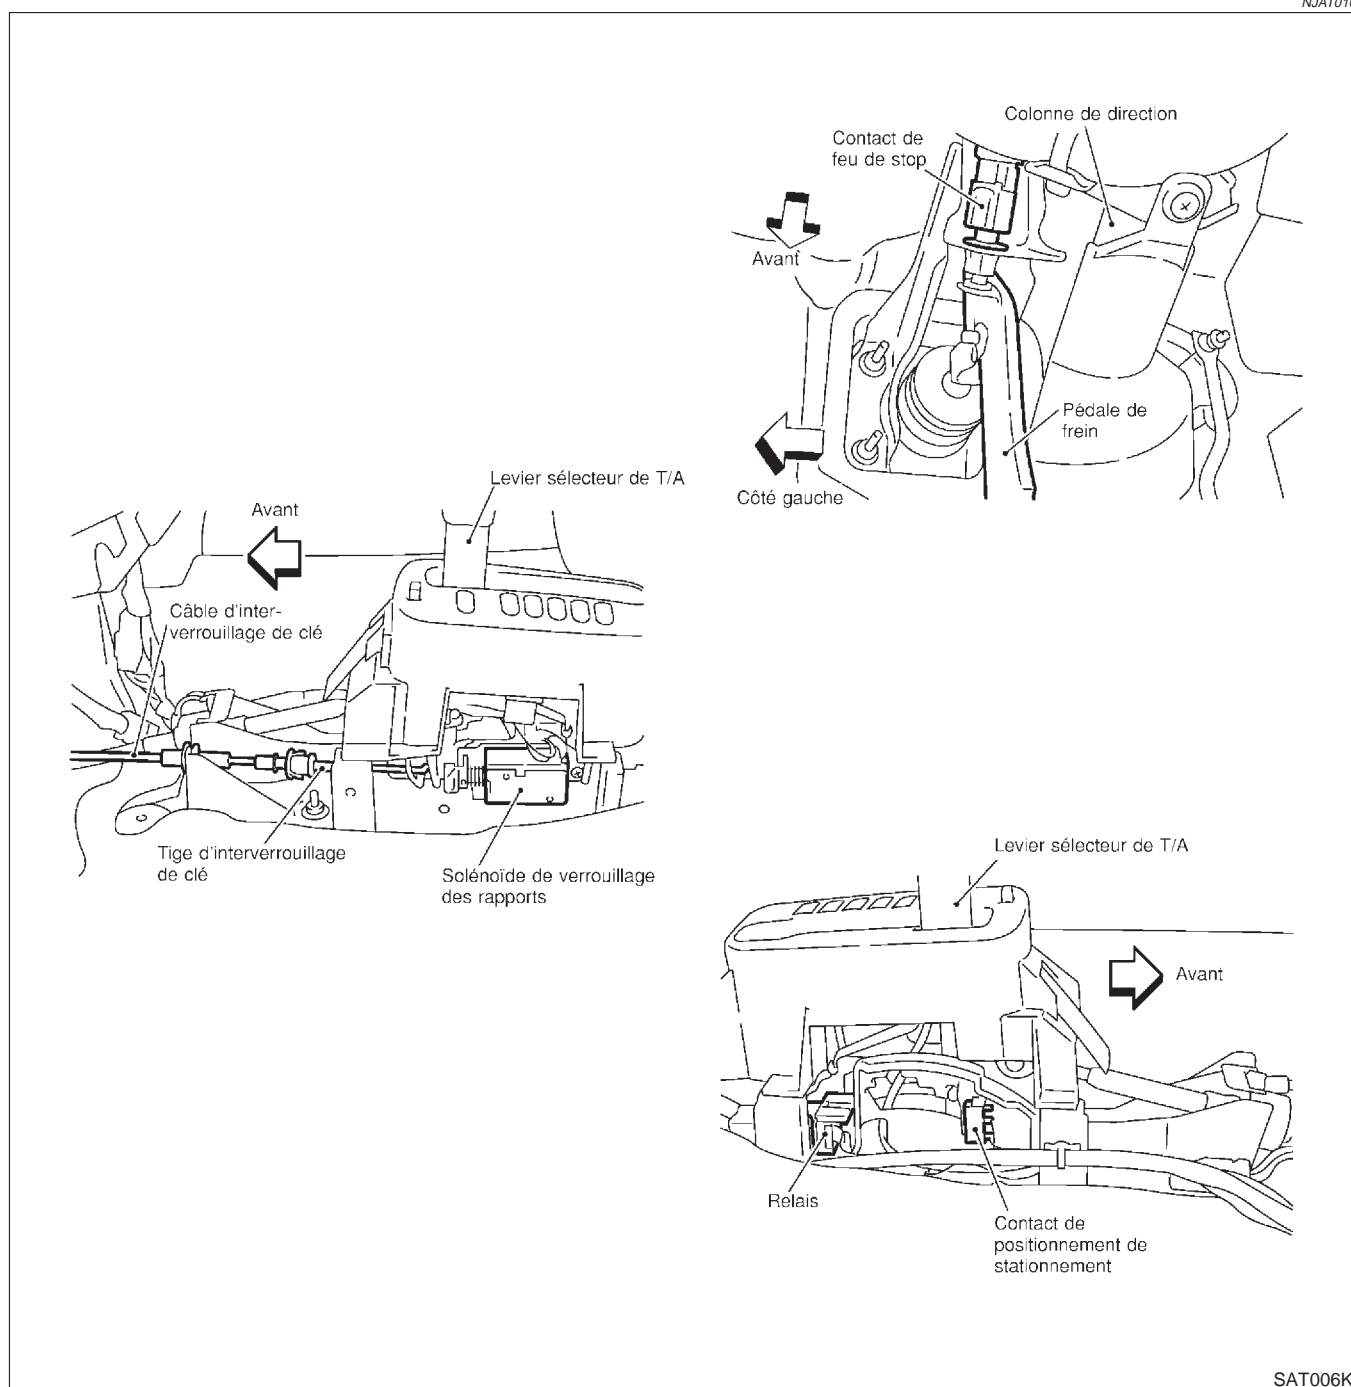 Colonne de direction
Contact de
feu de stop
Avant
Pédale de
frein
Côté gauche
Levier sélecteur de T/A
Avant
Câble d'inter-
verrouillage de clé
Tige d'interverrouillage
de clé
Solénoïde de verrouillage
des rapports
Levier sélecteur de T/A
Avant
Relais
Contact de
positionnement de
stationnement
SAT006K